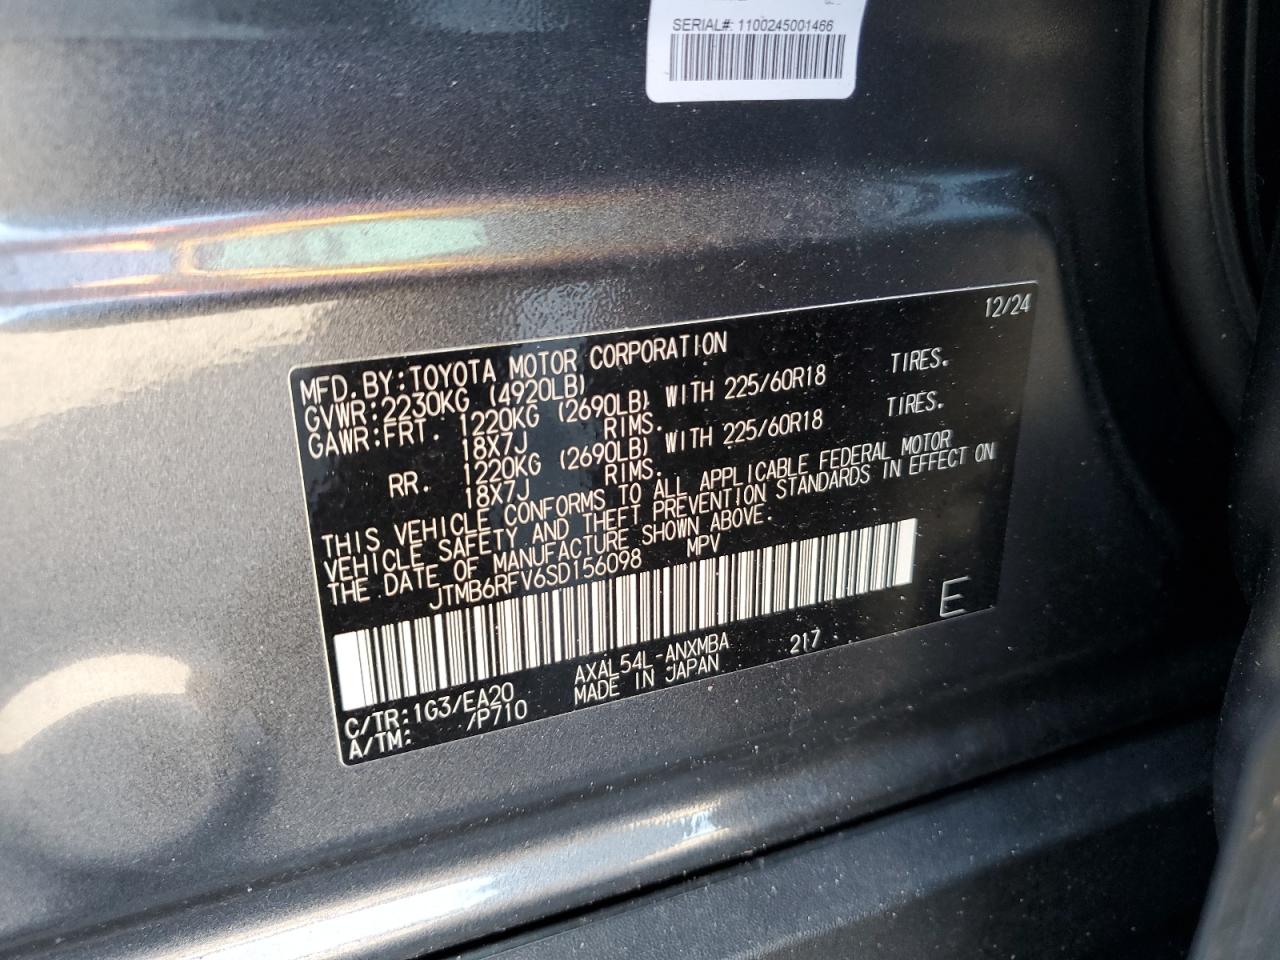 SERIAL#: 1100245001466
12/24
MFD. BY: TOYOTA MOTOR CORPORATION
GVWR: 2230KG (4920LB)
GAWR: FRT. 1220KG (2690LB) WITH 225/60R18 TIRES.
18X7J RIMS.
RR. 1220KG (2690LB) WITH 225/60R18 TIRES.
18X7J RIMS.
THIS VEHICLE CONFORMS TO ALL APPLICABLE FEDERAL MOTOR
VEHICLE SAFETY AND THEFT PREVENTION STANDARDS IN EFFECT ON
THE DATE OF MANUFACTURE SHOWN ABOVE.
JTMB6RFV6SD156098 MPV
E
C/TR: 1G3/EA20 AXAL54L-ANXMBA 217
A/TM: /P710 MADE IN JAPAN